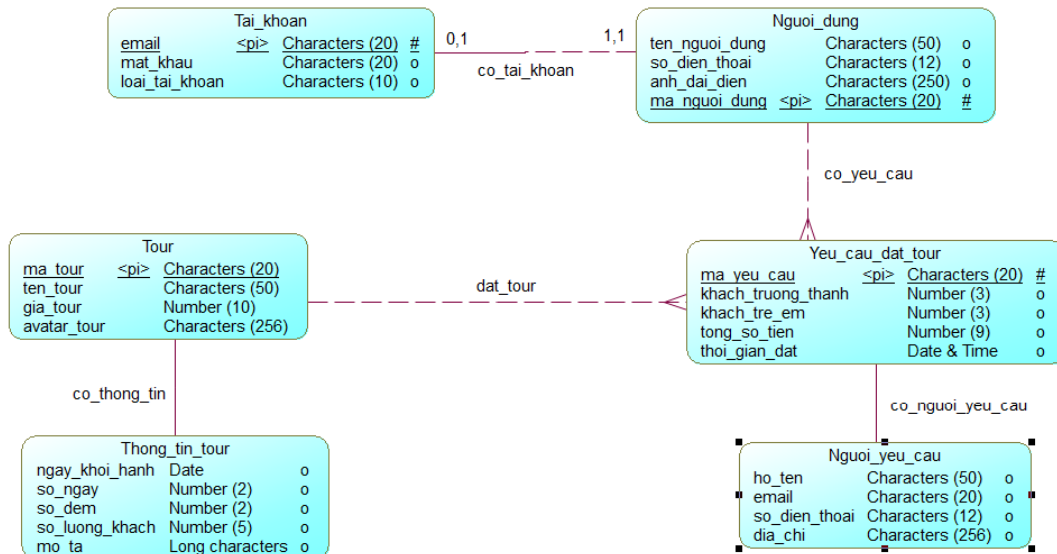 Tai_khoan
email <pi> Characters (20) #
mat_khau Characters (20) o
loai_tai_khoan Characters (10) o
0,1
1,1
co_tai_khoan
Nguoi_dung
ten_nguoi_dung Characters (50) o
so_dien_thoai Characters (12) o
anh_dai_dien Characters (250) o
ma_nguoi_dung <pi> Characters (20) #
co_yeu_cau
Tour
ma_tour <pi> Characters (20)
ten_tour Characters (50)
gia_tour Number (10)
avatar_tour Characters (256)
dat_tour
Yeu_cau_dat_tour
ma_yeu_cau <pi> Characters (20) #
khach_truong_thanh Number (3) o
khach_tre_em Number (3) o
tong_so_tien Number (9) o
thoi_gian_dat Date & Time o
co_thong_tin
co_nguoi_yeu_cau
Thong_tin_tour
ngay_khoi_hanh Date o
so_ngay Number (2) o
so_dem Number (2) o
so_luong_khach Number (5) o
mo_ta Long characters o
Nguoi_yeu_cau
ho_ten Characters (50) o
email Characters (20) o
so_dien_thoai Characters (12) o
dia_chi Characters (256) o